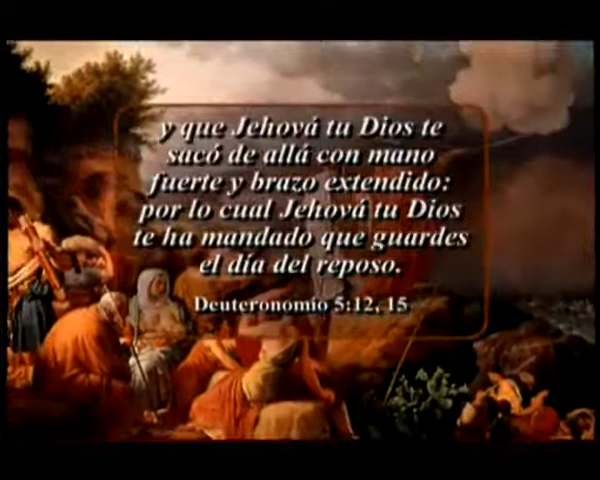 y que Jehová tu Dios te
sacó de allá con mano
fuerte y brazo extendido:
por lo cual Jehová tu Dios
te ha mandado que guardes
el día del reposo.
Deuteronomio 5:12, 15